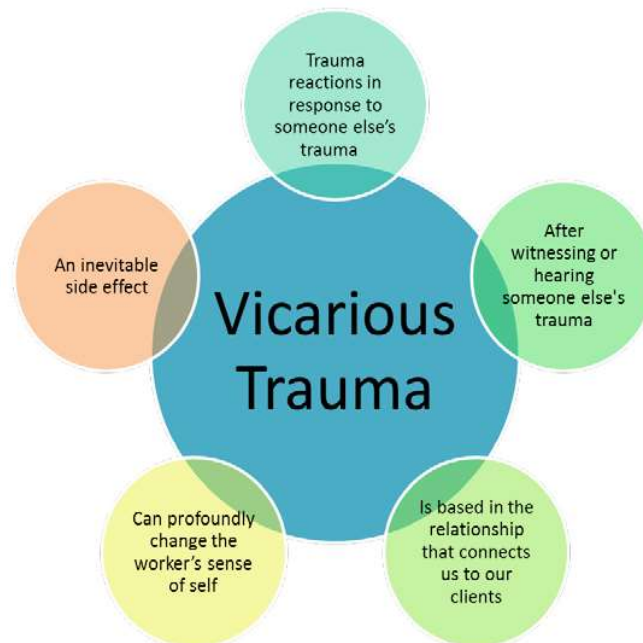 Trauma
reactions in
response to
someone else’s
trauma
After
witnessing or
hearing
someone else's
trauma
Is based in the
relationship
that connects
us to our
clients
Can profoundly
change the
worker’s sense
of self
An inevitable
side effect
Vicarious
Trauma